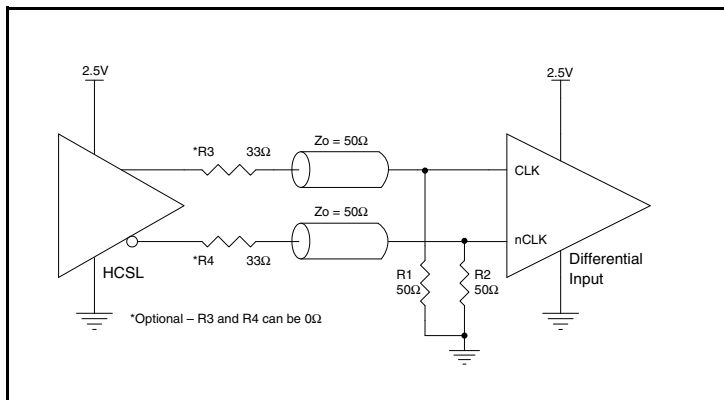 2.5V
2.5V
*R3 33Ω
Zo = 50Ω
CLK
Zo = 50Ω
nCLK
*R4 33Ω
HCSL
Differential
Input
R1
50Ω
R2
50Ω
*Optional – R3 and R4 can be 0Ω